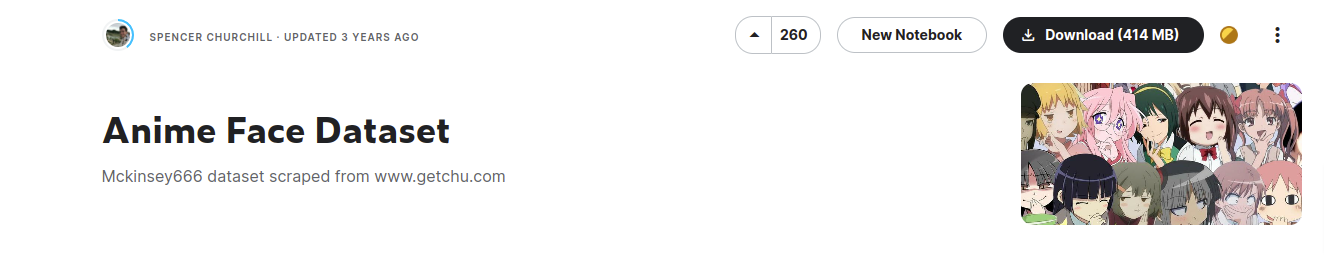 SPENCER CHURCHILL · UPDATED 3 YEARS AGO
260
New Notebook
Download (414 MB)
Anime Face Dataset
Mckinsey666 dataset scraped from www.getchu.com